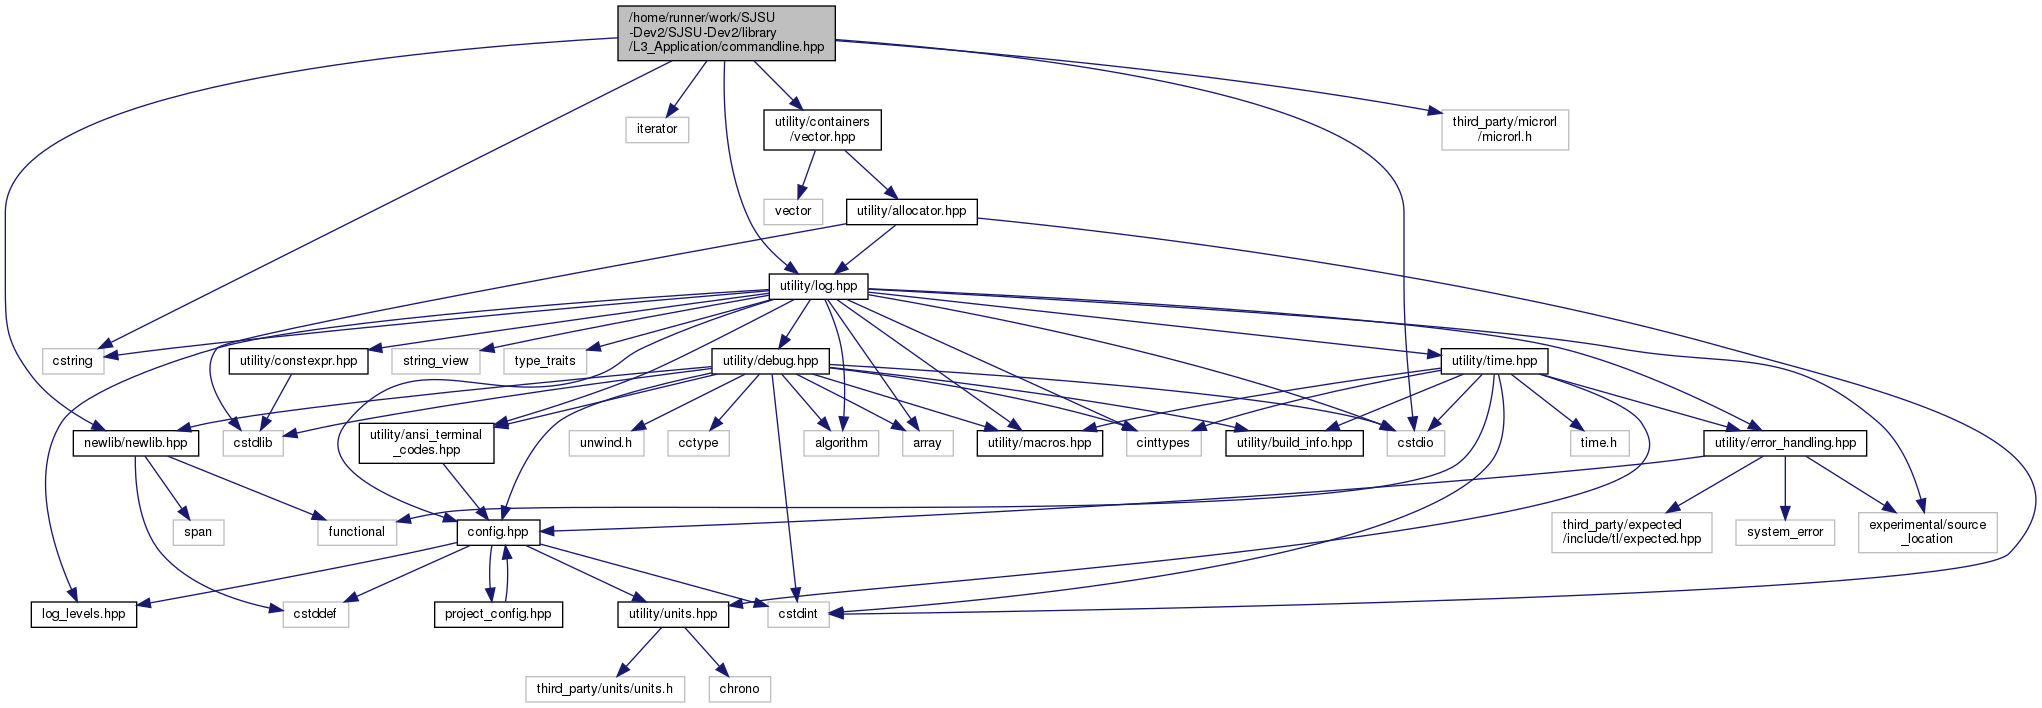 /home/runner/work/SJSU
-Dev2/SJSU-Dev2/library
/L3_Application/commandline.hpp
iterator
utility/containers
/vector.hpp
third_party/microrl
/microrl.h
vector
utility/allocator.hpp
utility/log.hpp
cstring
utility/constexpr.hpp
string_view
type_traits
utility/debug.hpp
utility/time.hpp
newlib/newlib.hpp
cstdlib
utility/ansi_terminal
_codes.hpp
unwind.h
cctype
algorithm
array
utility/macros.hpp
cinttypes
utility/build_info.hpp
cstdio
time.h
utility/error_handling.hpp
span
functional
config.hpp
third_party/expected
/include/tl/expected.hpp
system_error
experimental/source
_location
log_levels.hpp
cstddef
project_config.hpp
utility/units.hpp
cstdint
third_party/units/units.h
chrono